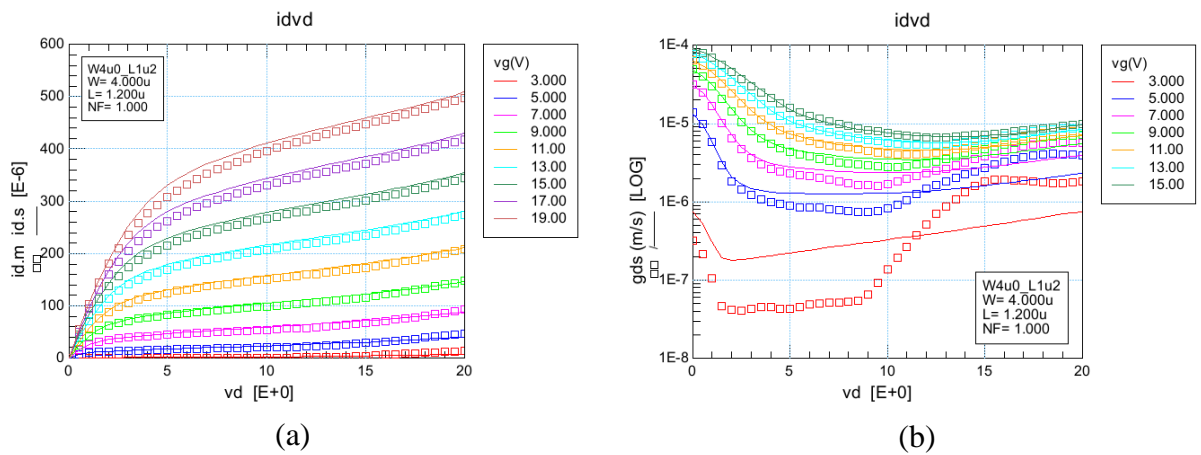 idvd
600
500
400
300
200
100
0
id.m id.s [E-6]
W4u0_L1u2
W= 4.000u
L= 1.200u
NF= 1.000
0 5 10 15 20
vd [E+0]
vg(V)
3.000
5.000
7.000
9.000
11.00
13.00
15.00
17.00
19.00
(a)
idvd
1E-4
1E-5
1E-6
1E-7
1E-8
gds (m/s) [LOG]
W4u0_L1u2
W= 4.000u
L= 1.200u
NF= 1.000
0 5 10 15 20
vd [E+0]
vg(V)
3.000
5.000
7.000
9.000
11.00
13.00
15.00
(b)